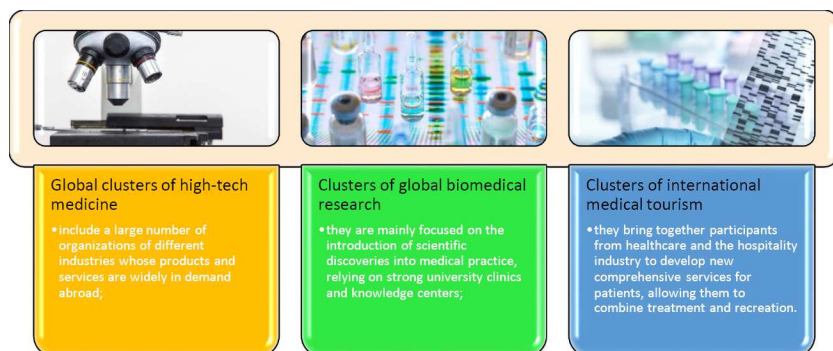 Global clusters of high-tech
medicine
•include a large number of
organizations of different
industries whose products and
services are widely in demand
abroad;
Clusters of global biomedical
research
•they are mainly focused on the
introduction of scientific
discoveries into medical practice,
relying on strong university clinics
and knowledge centers;
Clusters of international
medical tourism
•they bring together participants
from healthcare and the hospitality
industry to develop new
comprehensive services for
patients, allowing them to
combine treatment and recreation.